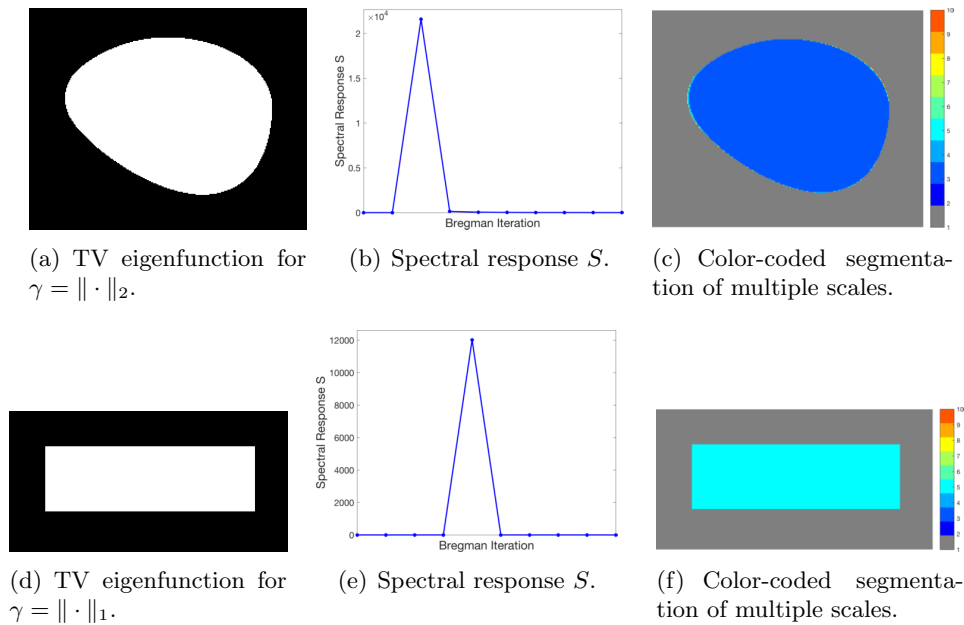 ×10⁴
2
1.5
1
0.5
0
Spectral Response S
Bregman Iteration
10
9
8
7
6
5
4
3
2
1
(a) TV eigenfunction for
γ = ‖ · ‖₂.
(b) Spectral response S.
(c) Color-coded segmenta-
tion of multiple scales.
12000
10000
8000
6000
4000
2000
0
Spectral Response S
Bregman Iteration
10
9
8
7
6
5
4
3
2
1
(d) TV eigenfunction for
γ = ‖ · ‖₁.
(e) Spectral response S.
(f) Color-coded segmenta-
tion of multiple scales.